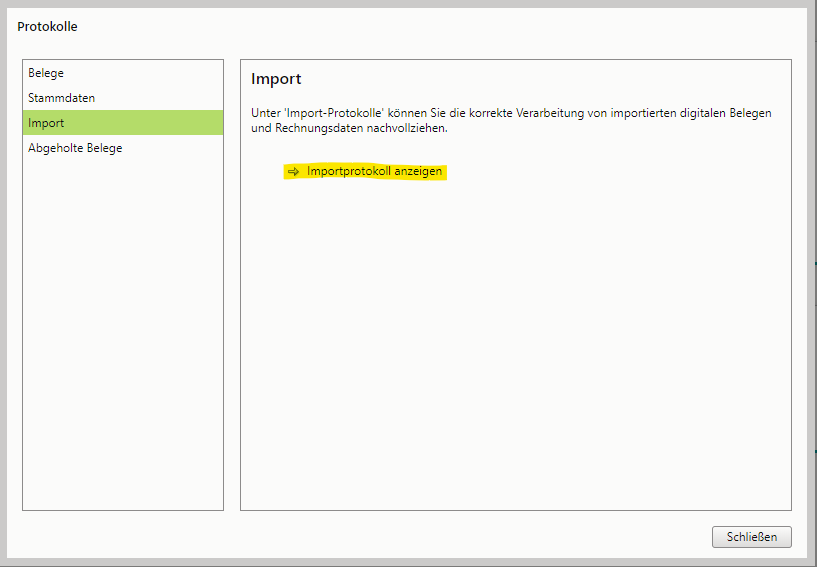 Protokolle
Belege
Stammdaten
Import
Abgeholte Belege
Import
Unter 'Import-Protokolle' können Sie die korrekte Verarbeitung von importierten digitalen Belegen
und Rechnungsdaten nachvollziehen.
⇨ Importprotokoll anzeigen
Schließen